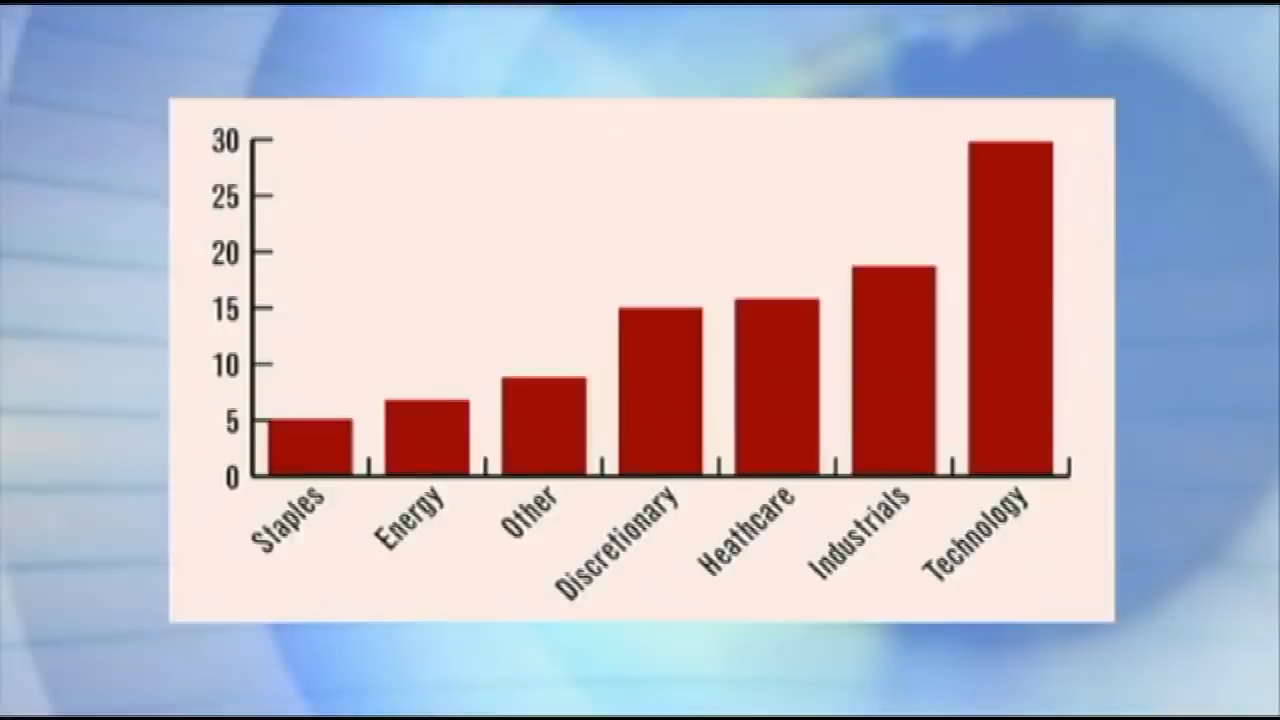 30
25
20
15
10
5
0
Staples
Energy
Other
Discretionary
Heathcare
Industrials
Technology